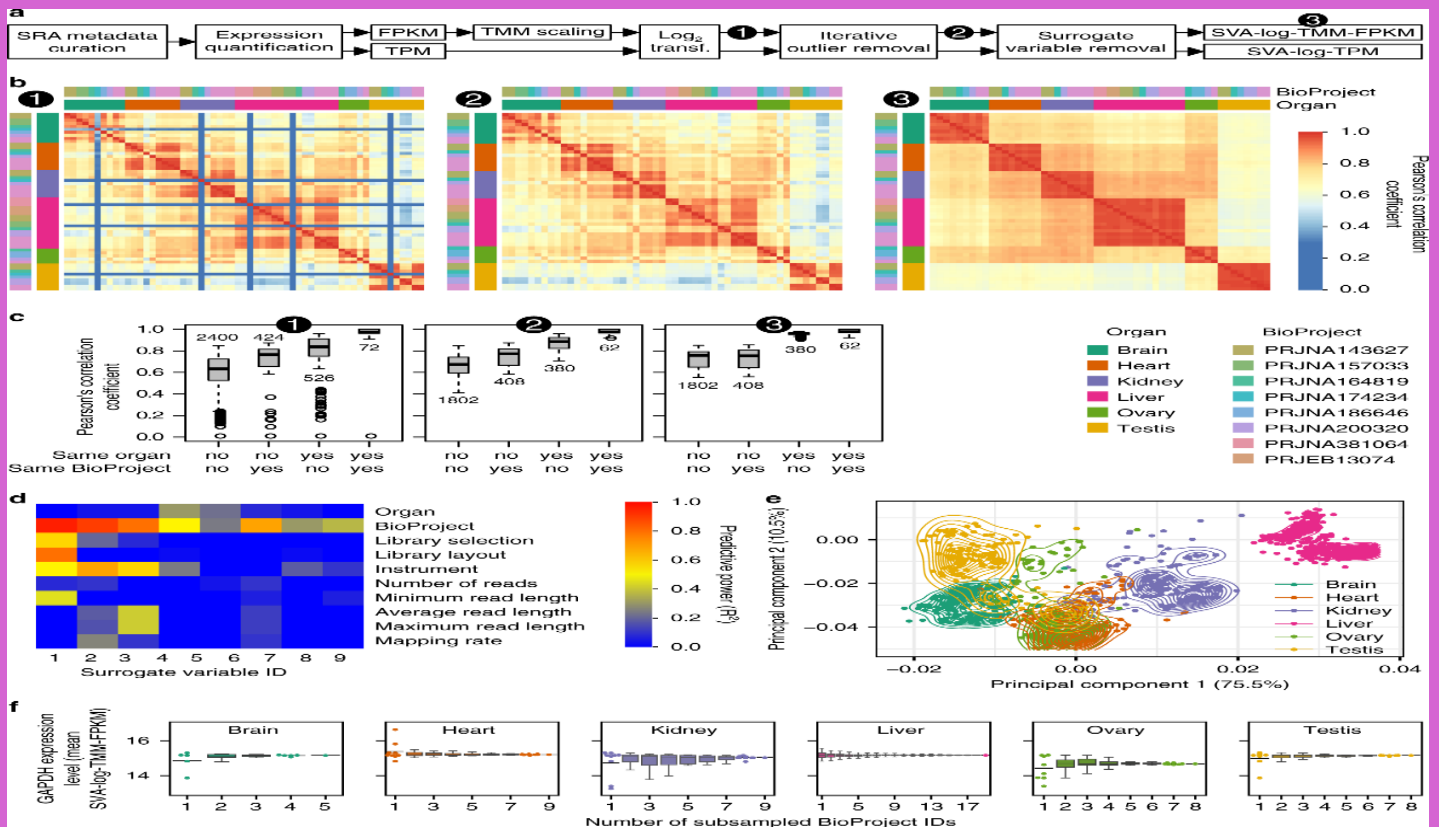 a
SRA metadata
curation
Expression
quantification
FPKM
TPM
TMM scaling
Log2
transf.
1
Iterative
outlier removal
2
Surrogate
variable removal
3
SVA-log-TMM-FPKM
SVA-log-TPM
b
1
2
3
BioProject
Organ
1.0
0.8
0.6
0.4
0.2
0.0
Pearson's correlation
coefficient
c
Pearson's correlation
coefficient
1.0
0.8
0.6
0.4
0.2
0.0
1
2400
424
526
72
2
1802
408
380
62
3
1802
408
380
62
Same organ no no yes yes no no yes yes no no yes yes
Same BioProject no yes no yes no yes no yes no yes no yes
Organ
Brain
Heart
Kidney
Liver
Ovary
Testis
BioProject
PRJNA143627
PRJNA157033
PRJNA164819
PRJNA174234
PRJNA186646
PRJNA200320
PRJNA381064
PRJEB13074
d
Organ
BioProject
Library selection
Library layout
Instrument
Number of reads
Minimum read length
Average read length
Maximum read length
Mapping rate
1 2 3 4 5 6 7 8 9
Surrogate variable ID
1.0
0.8
0.6
0.4
0.2
0.0
Predictive power (R²)
e
Principal component 2 (10.5%)
0.00
−0.02
−0.04
−0.02 0.00 0.02 0.04
Principal component 1 (75.5%)
Brain
Heart
Kidney
Liver
Ovary
Testis
f
GAPDH expression
level (mean
SVA-log-TMM-FPKM)
16
14
Brain
1 2 3 4 5
Heart
1 3 5 7 9
Kidney
1 3 5 7 9
Liver
1 5 9 13 17
Ovary
1 2 3 4 5 6 7 8
Testis
1 2 3 4 5 6 7 8
Number of subsampled BioProject IDs